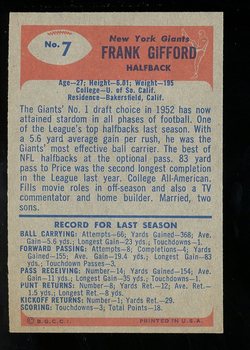 No. 7
New York Giants
FRANK GIFFORD
HALFBACK
Age—27; Height—6.01; Weight—195
College—U. of So. Calif.
Residence—Bakersfield, Calif.
The Giants' No. 1 draft choice in 1952 has now
attained stardom in all phases of football. One
of the League's top halfbacks last season. With
a 5.6 yard average gain per rush, he was the
Giants' most effective ball carrier. The best of
NFL halfbacks at the optional pass. 83 yard
pass to Price was the second longest completion
in the League last year. College All-American.
Fills movie roles in off-season and also a TV
commentator and home builder. Married, two
sons.
RECORD FOR LAST SEASON
BALL CARRYING: Attempts—66; Yards Gained—368; Ave.
Gain—5.6 yds.; Longest Gain—23 yds.; Touchdowns—1.
FORWARD PASSING: Attempts—8; Completions—4; Yards
Gained—155; Ave. Gain—19.4 yds.; Longest Gain—83
yds.; Touchdown Passes—3.
PASS RECEIVING: Number—14; Yards Gained—154; Ave.
Gain—11 yds.; Longest Gain—35 yds.; Touchdowns—1.
PUNT RETURNS: Number—8; Yards Ret.—12; Ave. Yards
Ret.—1.5; Longest Ret.—8 yds.
KICKOFF RETURNS: Number—1; Yards Ret.—29.
SCORING: Touchdowns—3; Total Points—18.
© B.G.C.C.I.
PRINTED IN U.S.A.